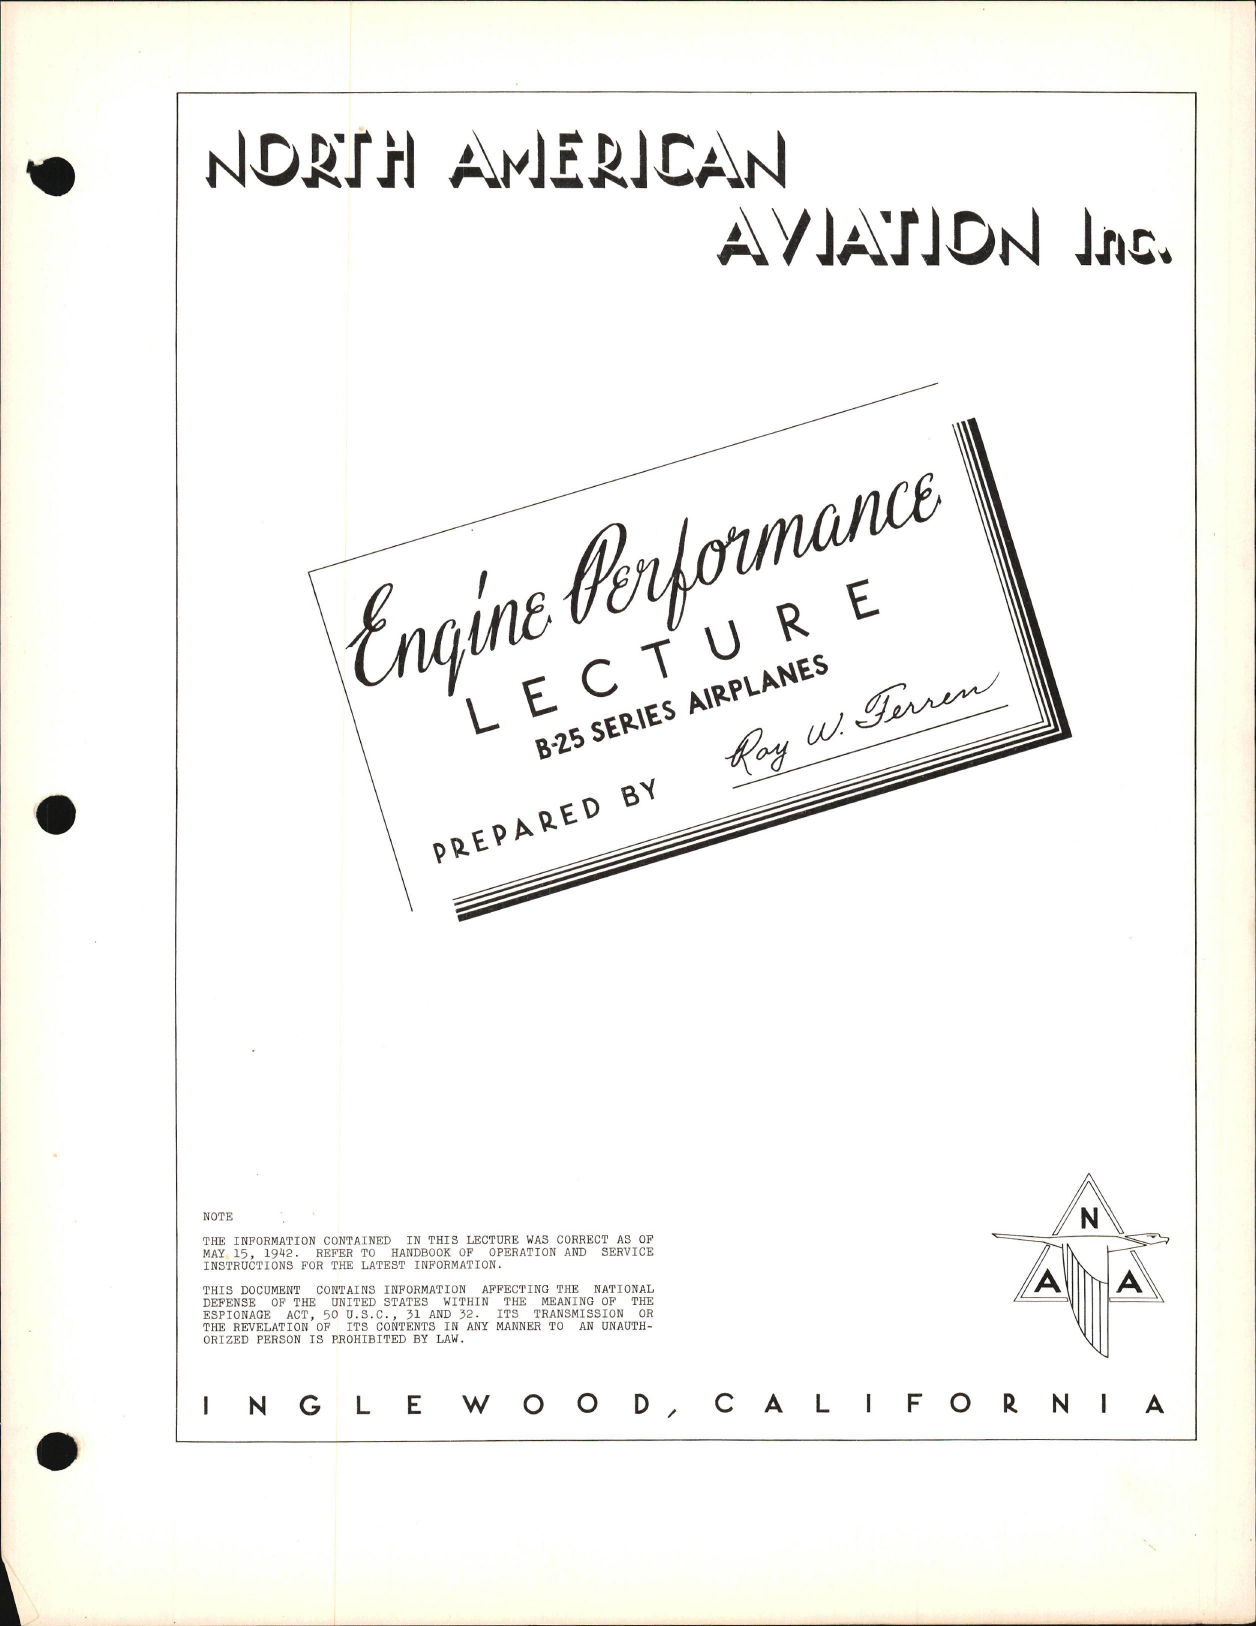 NORTH AMERICAN
AVIATION Inc.
Engine Performance
LECTURE
B-25 SERIES AIRPLANES
PREPARED BY Roy W. Ferren
NOTE
THE INFORMATION CONTAINED IN THIS LECTURE WAS CORRECT AS OF
MAY 15, 1942. REFER TO HANDBOOK OF OPERATION AND SERVICE
INSTRUCTIONS FOR THE LATEST INFORMATION.
THIS DOCUMENT CONTAINS INFORMATION AFFECTING THE NATIONAL
DEFENSE OF THE UNITED STATES WITHIN THE MEANING OF THE
ESPIONAGE ACT, 50 U.S.C., 31 AND 32. ITS TRANSMISSION OR
THE REVELATION OF ITS CONTENTS IN ANY MANNER TO AN UNAUTH-
ORIZED PERSON IS PROHIBITED BY LAW.
N
A A
INGLEWOOD, CALIFORNIA